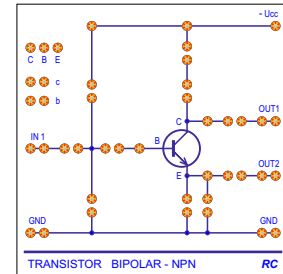 - Ucc
C B E
c
b
C
OUT1
IN 1
B
E
OUT2
GND
GND
TRANSISTOR BIPOLAR - NPN RC